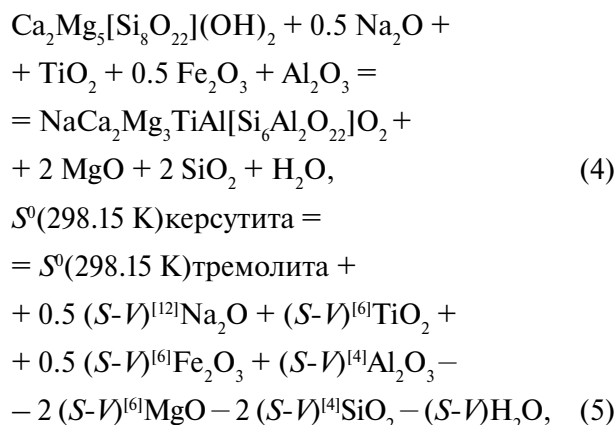 Ca₂Mg₅[Si₈O₂₂](OH)₂ + 0.5 Na₂O +
+ TiO₂ + 0.5 Fe₂O₃ + Al₂O₃ =
= NaCa₂Mg₃TiAl[Si₆Al₂O₂₂]O₂ +
+ 2 MgO + 2 SiO₂ + H₂O, (4)
S⁰(298.15 K)керсутита =
= S⁰(298.15 K)тремолита +
+ 0.5 (S-V)[¹²]Na₂O + (S-V)[⁶]TiO₂ +
+ 0.5 (S-V)[⁶]Fe₂O₃ + (S-V)[⁴]Al₂O₃ –
– 2 (S-V)[⁶]MgO – 2 (S-V)[⁴]SiO₂ – (S-V)H₂O, (5)